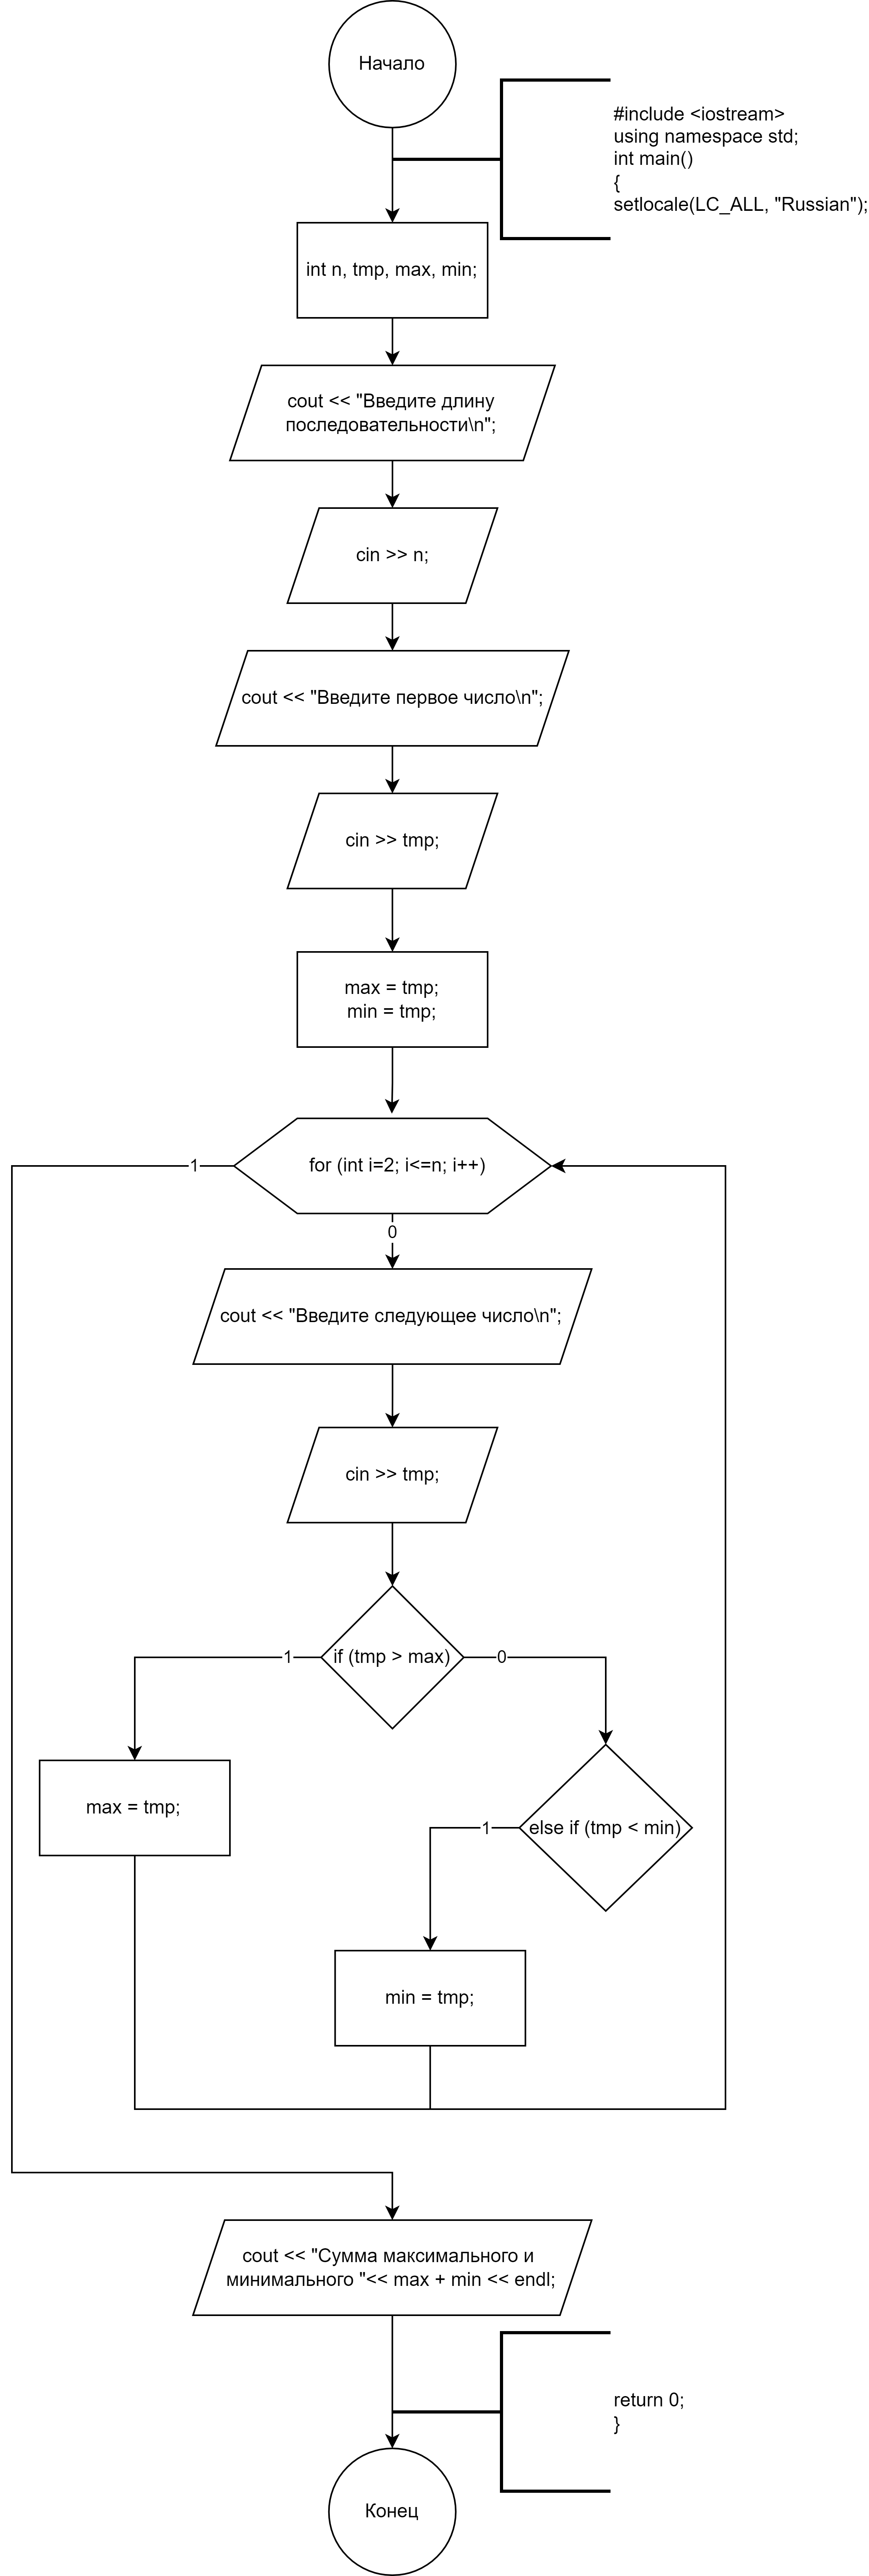 Начало
#include <iostream>
using namespace std;
int main()
{
setlocale(LC_ALL, "Russian");
int n, tmp, max, min;
cout << "Введите длину
последовательности\n";
cin >> n;
cout << "Введите первое число\n";
cin >> tmp;
max = tmp;
min = tmp;
for (int i=2; i<=n; i++)
1
0
cout << "Введите следующее число\n";
cin >> tmp;
if (tmp > max)
1
0
max = tmp;
else if (tmp < min)
1
min = tmp;
cout << "Сумма максимального и
минимального "<< max + min << endl;
return 0;
}
Конец